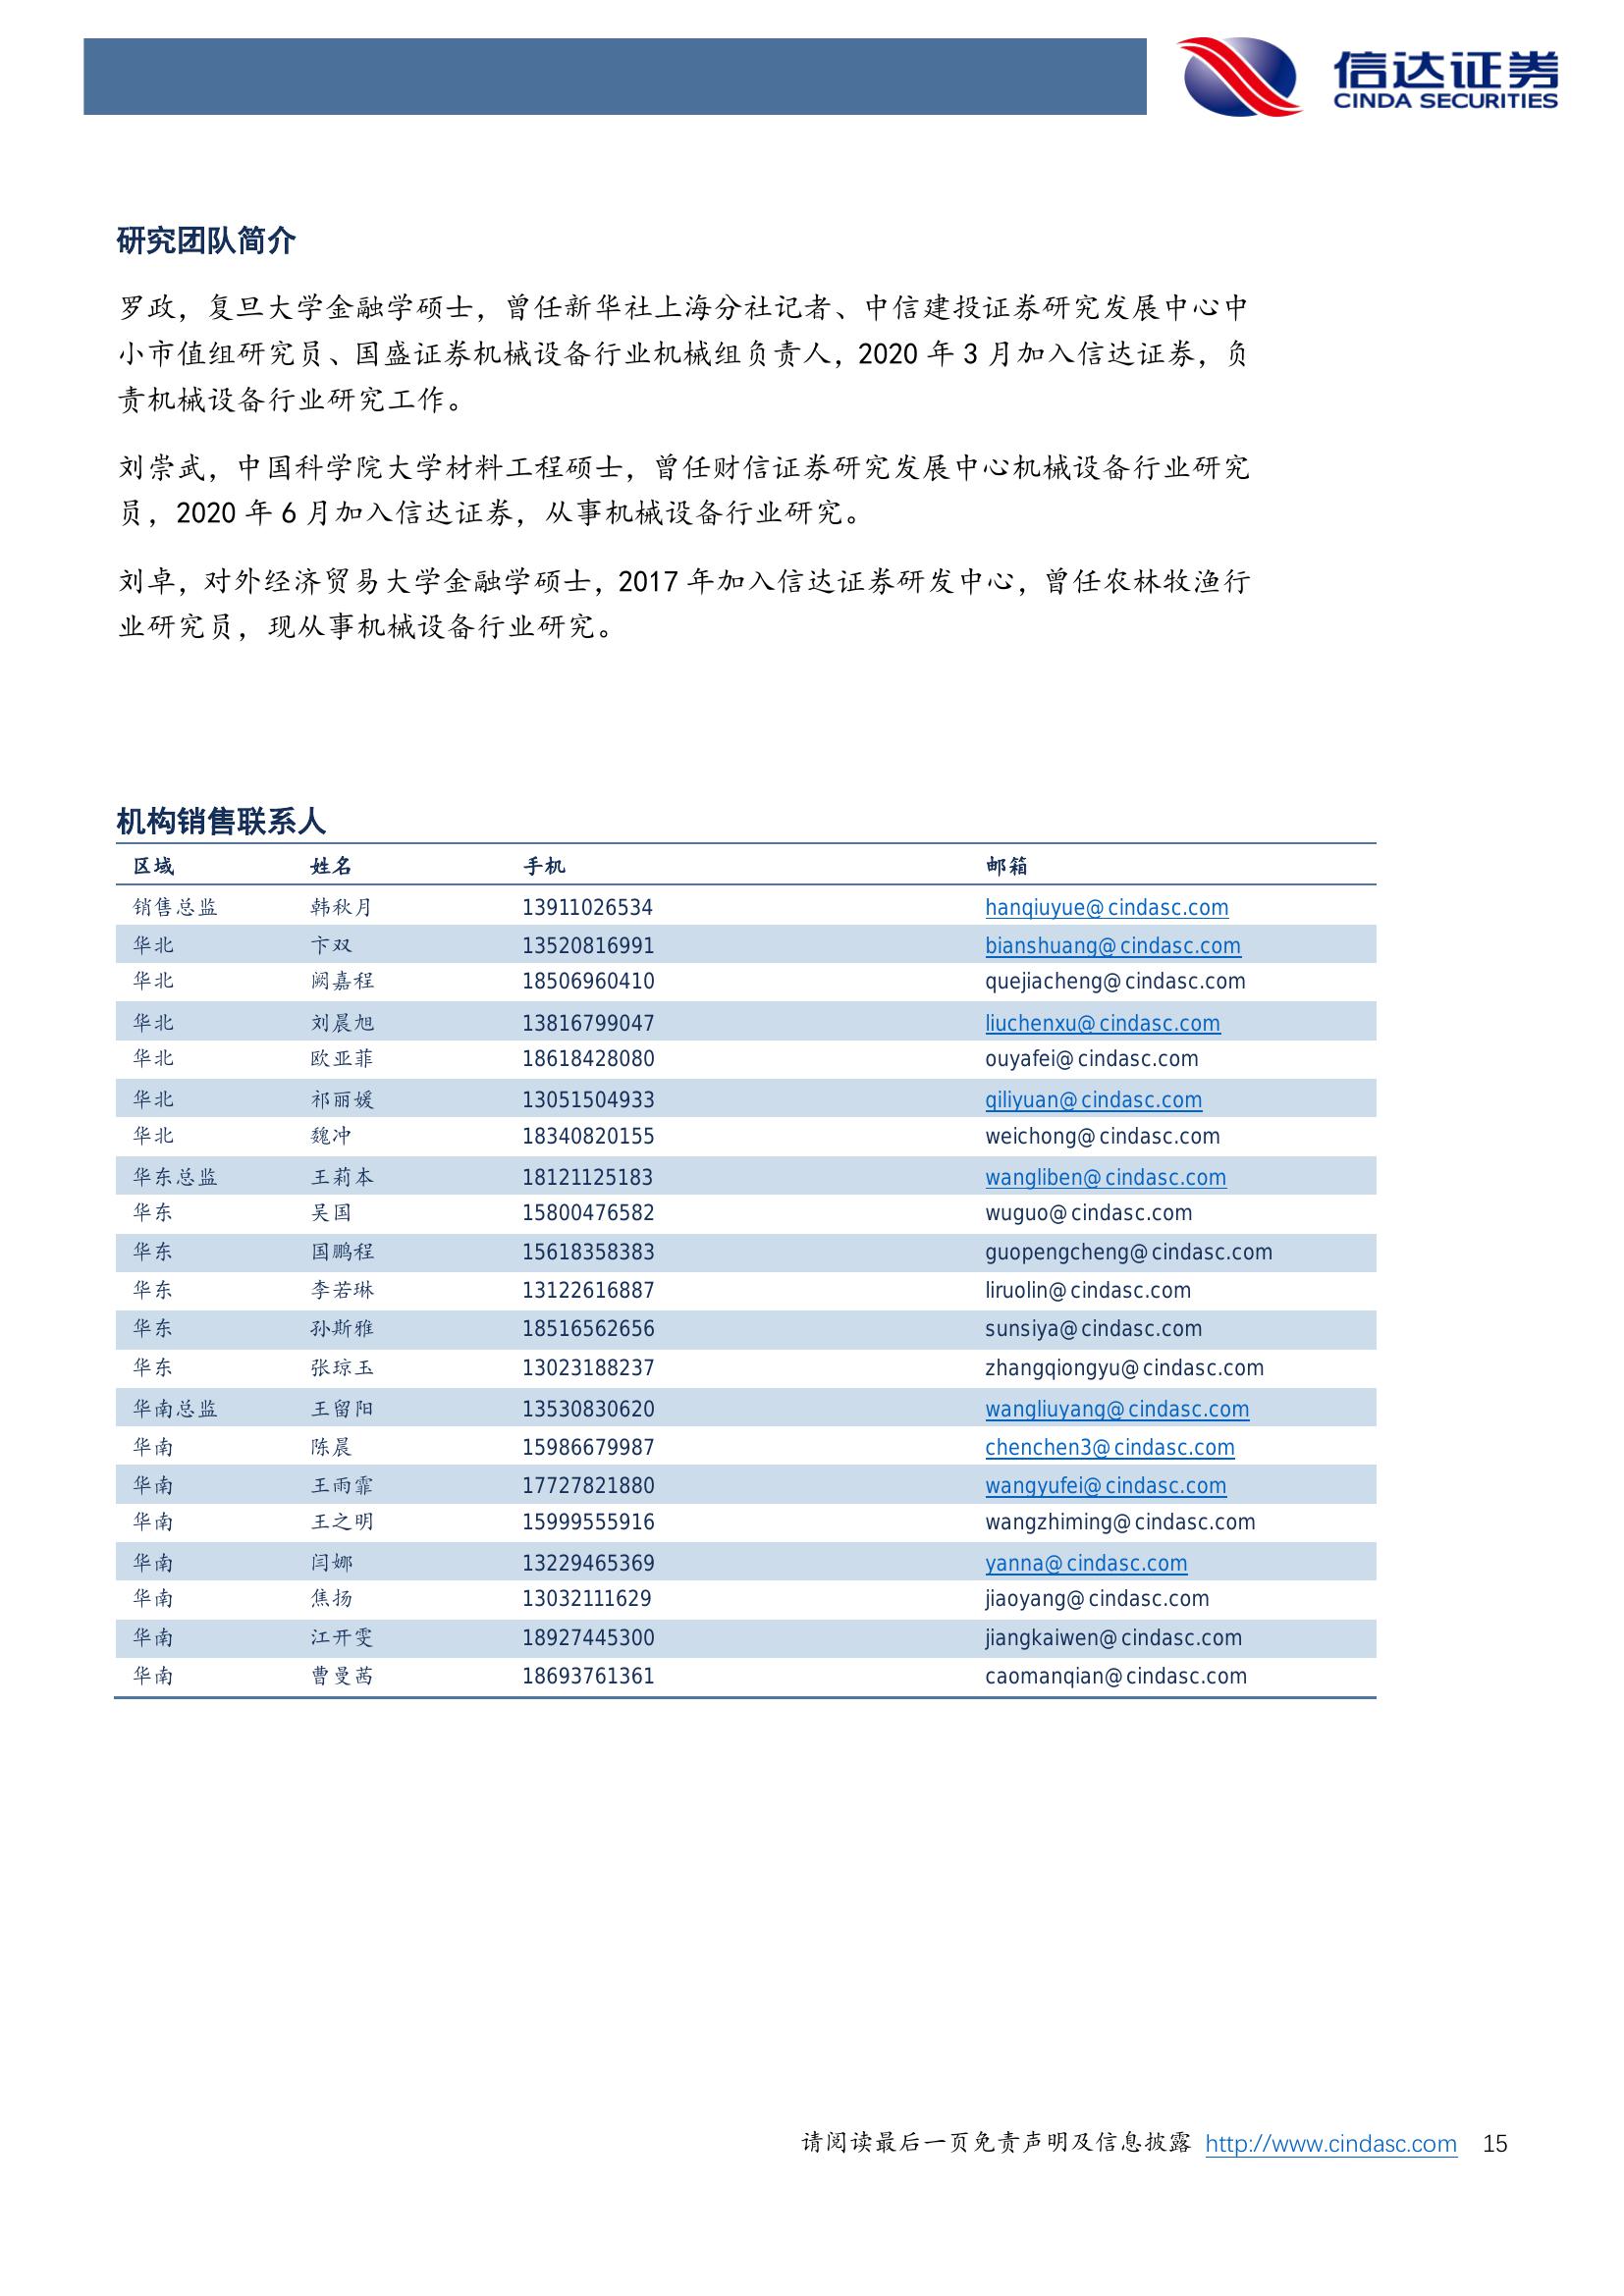 信达证券
CINDA SECURITIES
研究团队简介
罗政，复旦大学金融学硕士，曾任新华社上海分社记者、中信建投证券研究发展中心中
小市值组研究员、国盛证券机械设备行业机械组负责人，2020 年 3 月加入信达证券，负
责机械设备行业研究工作。
刘崇武，中国科学院大学材料工程硕士，曾任财信证券研究发展中心机械设备行业研究
员，2020 年 6 月加入信达证券，从事机械设备行业研究。
刘卓，对外经济贸易大学金融学硕士，2017 年加入信达证券研发中心，曾任农林牧渔行
业研究员，现从事机械设备行业研究。
机构销售联系人
区域 姓名 手机 邮箱
销售总监 韩秋月 13911026534 hanqiuyue@cindasc.com
华北 卞双 13520816991 bianshuang@cindasc.com
华北 阙嘉程 18506960410 quejiacheng@cindasc.com
华北 刘晨旭 13816799047 liuchenxu@cindasc.com
华北 欧亚菲 18618428080 ouyafei@cindasc.com
华北 祁丽媛 13051504933 qiliyuan@cindasc.com
华北 魏冲 18340820155 weichong@cindasc.com
华东总监 王莉本 18121125183 wangliben@cindasc.com
华东 吴国 15800476582 wuguo@cindasc.com
华东 国鹏程 15618358383 guopengcheng@cindasc.com
华东 李若琳 13122616887 liruolin@cindasc.com
华东 孙斯雅 18516562656 sunsiya@cindasc.com
华东 张琼玉 13023188237 zhangqiongyu@cindasc.com
华南总监 王留阳 13530830620 wangliuyang@cindasc.com
华南 陈晨 15986679987 chenchen3@cindasc.com
华南 王雨霏 17727821880 wangyufei@cindasc.com
华南 王之明 15999555916 wangzhiming@cindasc.com
华南 闫娜 13229465369 yanna@cindasc.com
华南 焦扬 13032111629 jiaoyang@cindasc.com
华南 江开雯 18927445300 jiangkaiwen@cindasc.com
华南 曹曼茜 18693761361 caomanqian@cindasc.com
请阅读最后一页免责声明及信息披露 http://www.cindasc.com 15